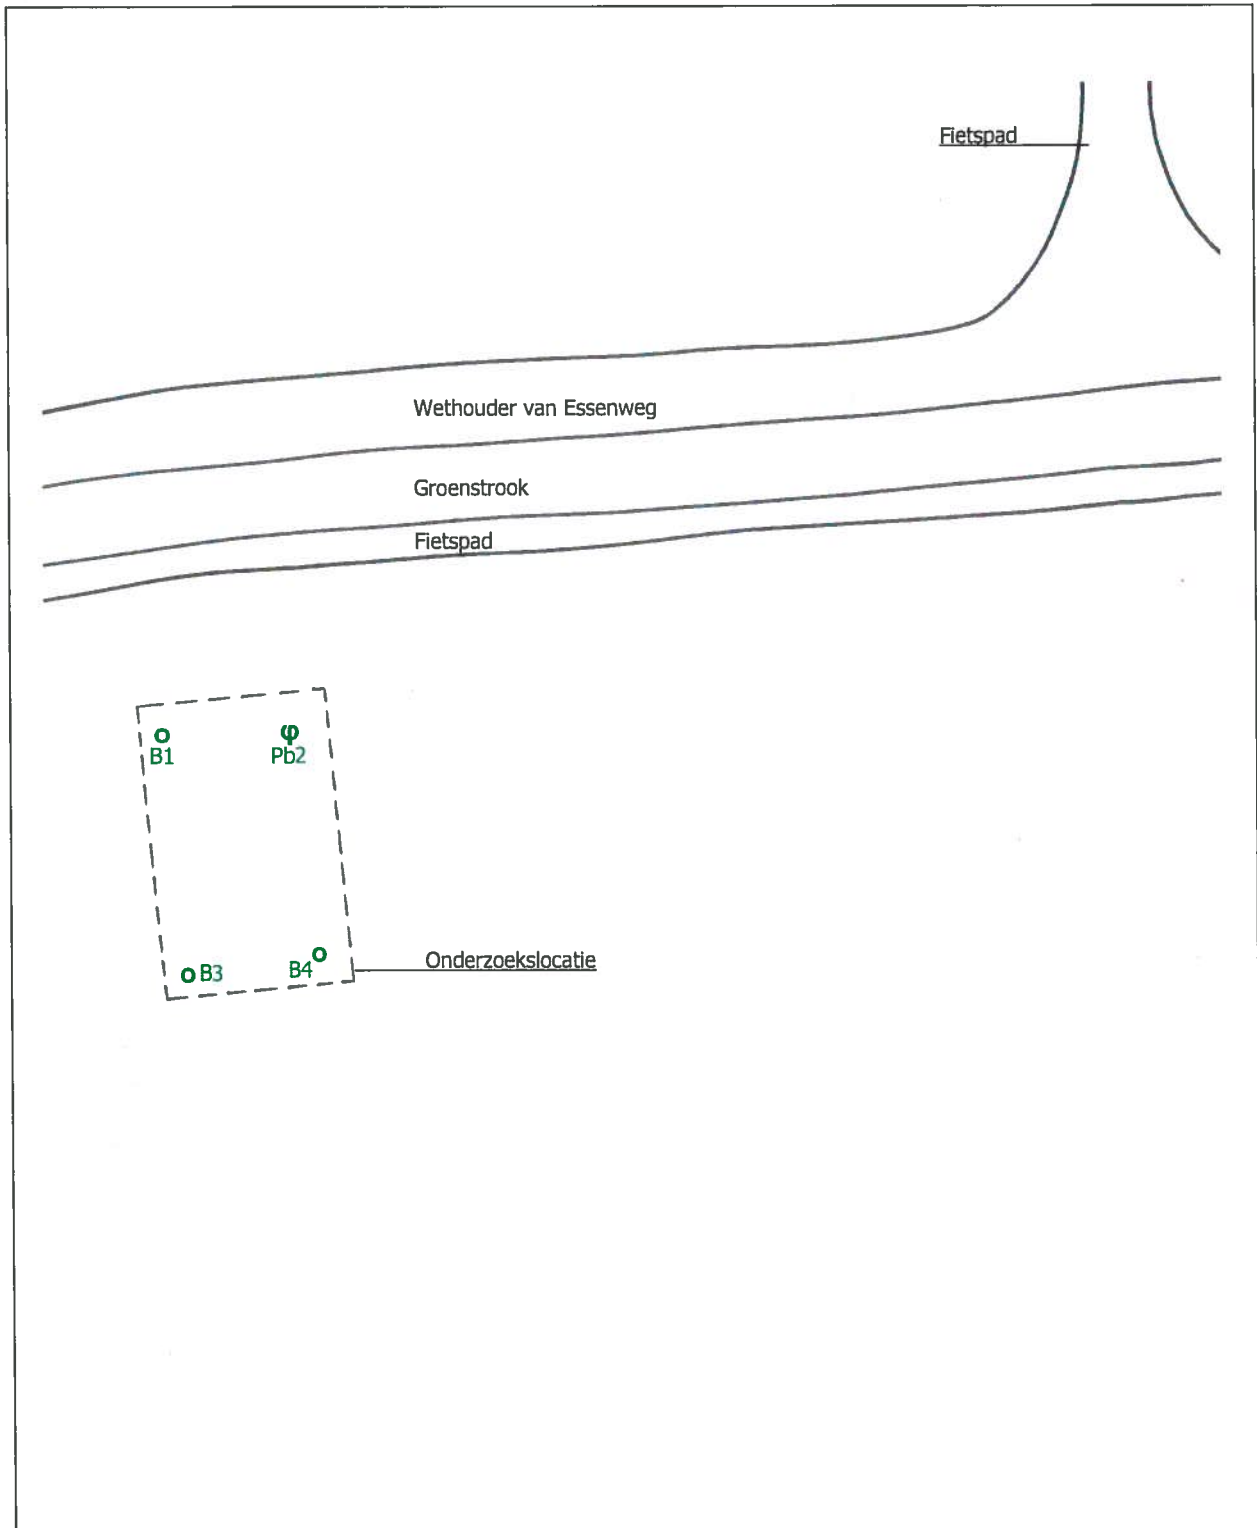 Fietspad
Wethouder van Essenweg
Groenstrook
Fietspad
B1
Pb2
B3
B4
Onderzoekslocatie